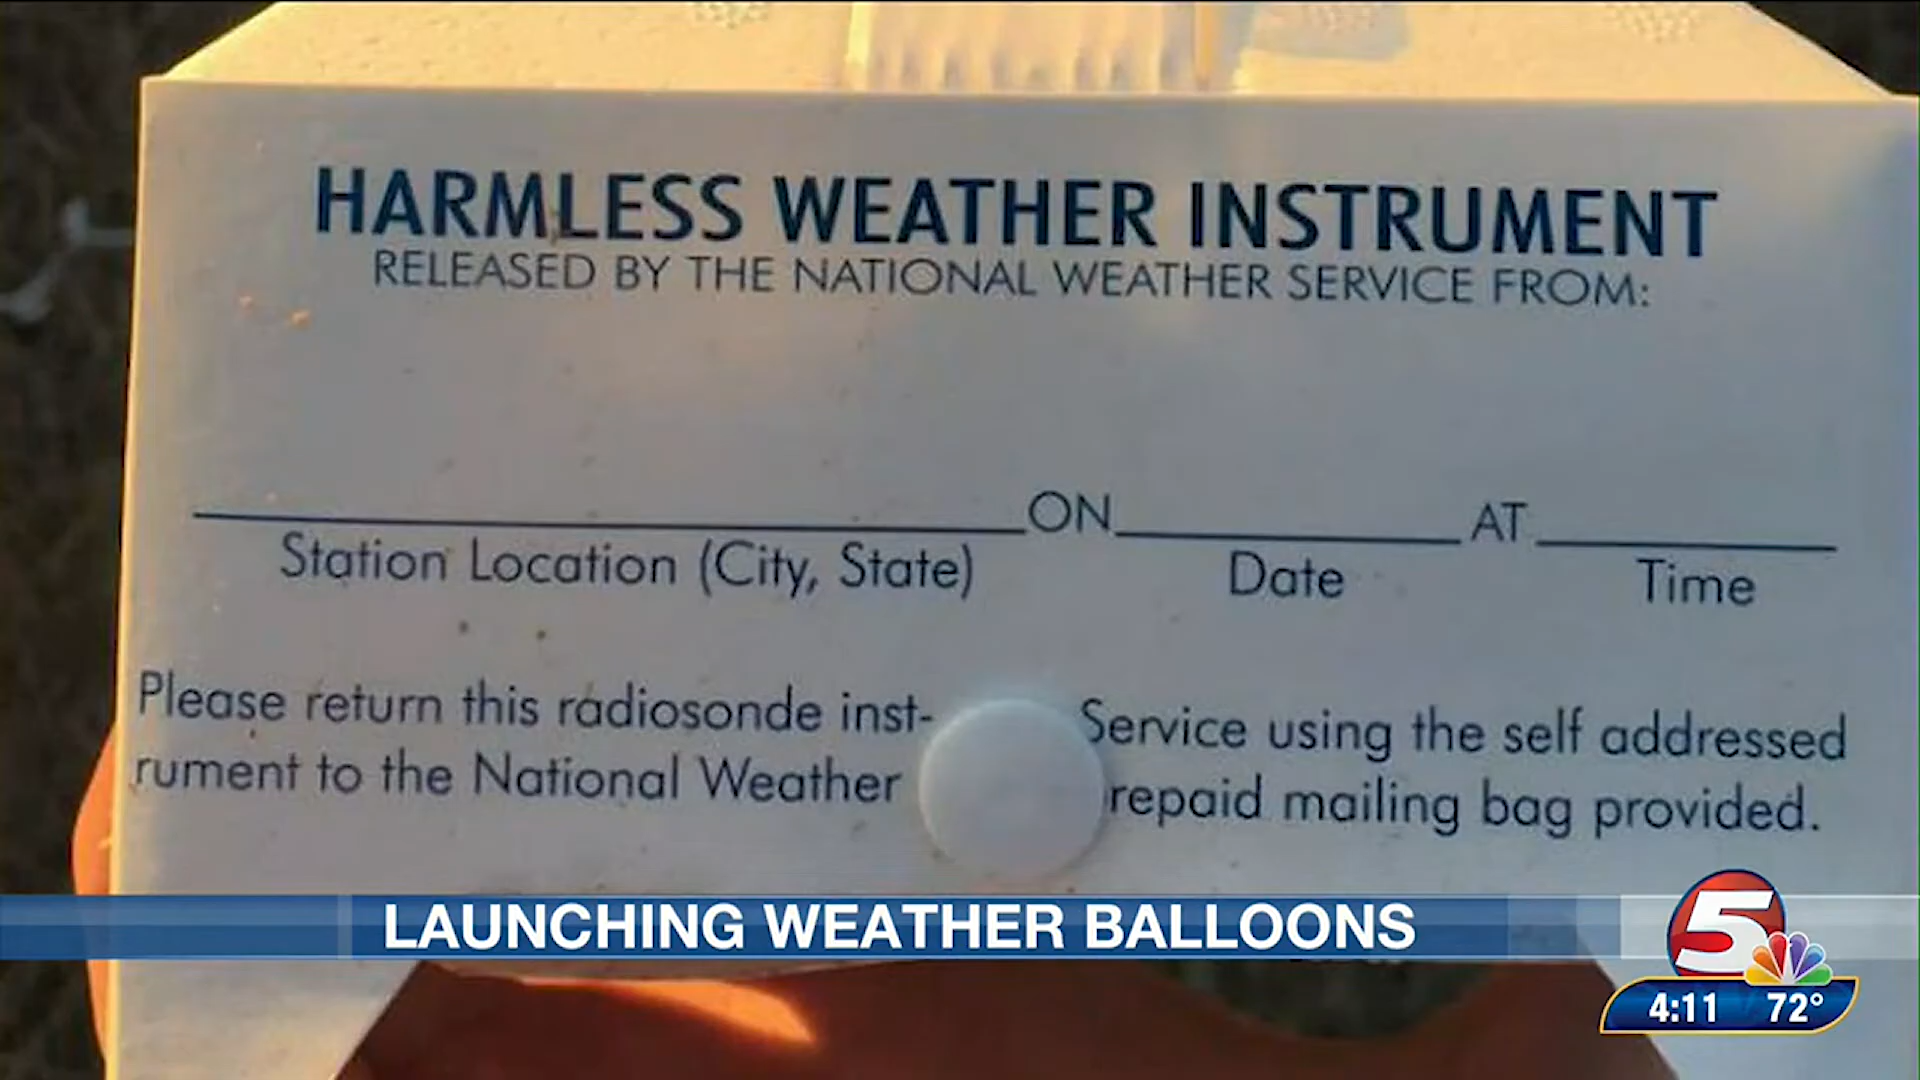 HARMLESS WEATHER INSTRUMENT
RELEASED BY THE NATIONAL WEATHER SERVICE FROM:
ON AT
Station Location (City, State) Date Time
Please return this radiosonde inst-
rument to the National Weather
Service using the self addressed
repaid mailing bag provided.
LAUNCHING WEATHER BALLOONS
5
4:11 72°